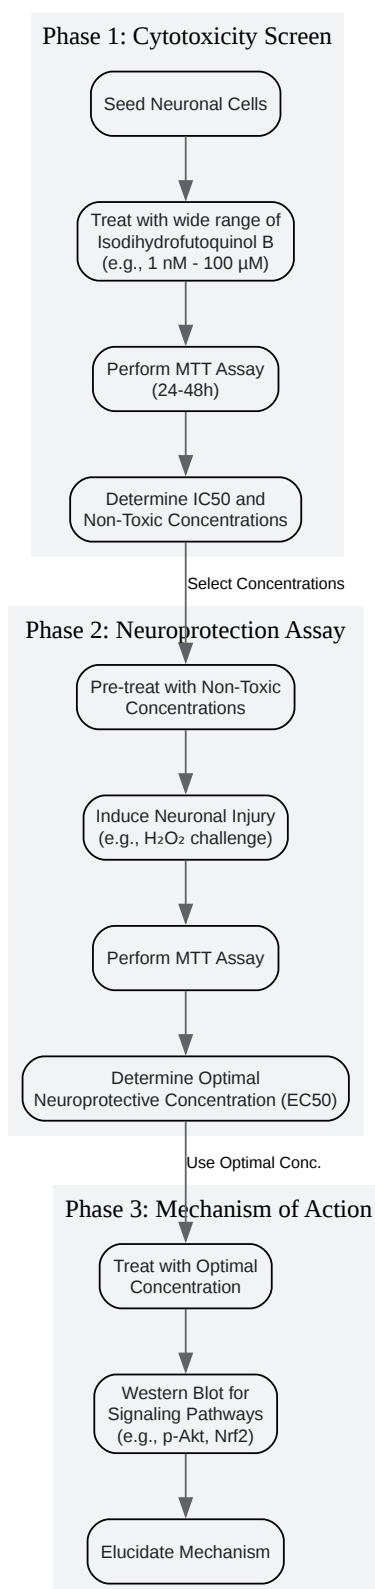 Phase 1: Cytotoxicity Screen
Seed Neuronal Cells
Treat with wide range of
Isodihydrofutoquinol B
(e.g., 1 nM - 100 µM)
Perform MTT Assay
(24-48h)
Determine IC50 and
Non-Toxic Concentrations
Select Concentrations
Phase 2: Neuroprotection Assay
Pre-treat with Non-Toxic
Concentrations
Induce Neuronal Injury
(e.g., H₂O₂ challenge)
Perform MTT Assay
Determine Optimal
Neuroprotective Concentration (EC50)
Use Optimal Conc.
Phase 3: Mechanism of Action
Treat with Optimal
Concentration
Western Blot for
Signaling Pathways
(e.g., p-Akt, Nrf2)
Elucidate Mechanism